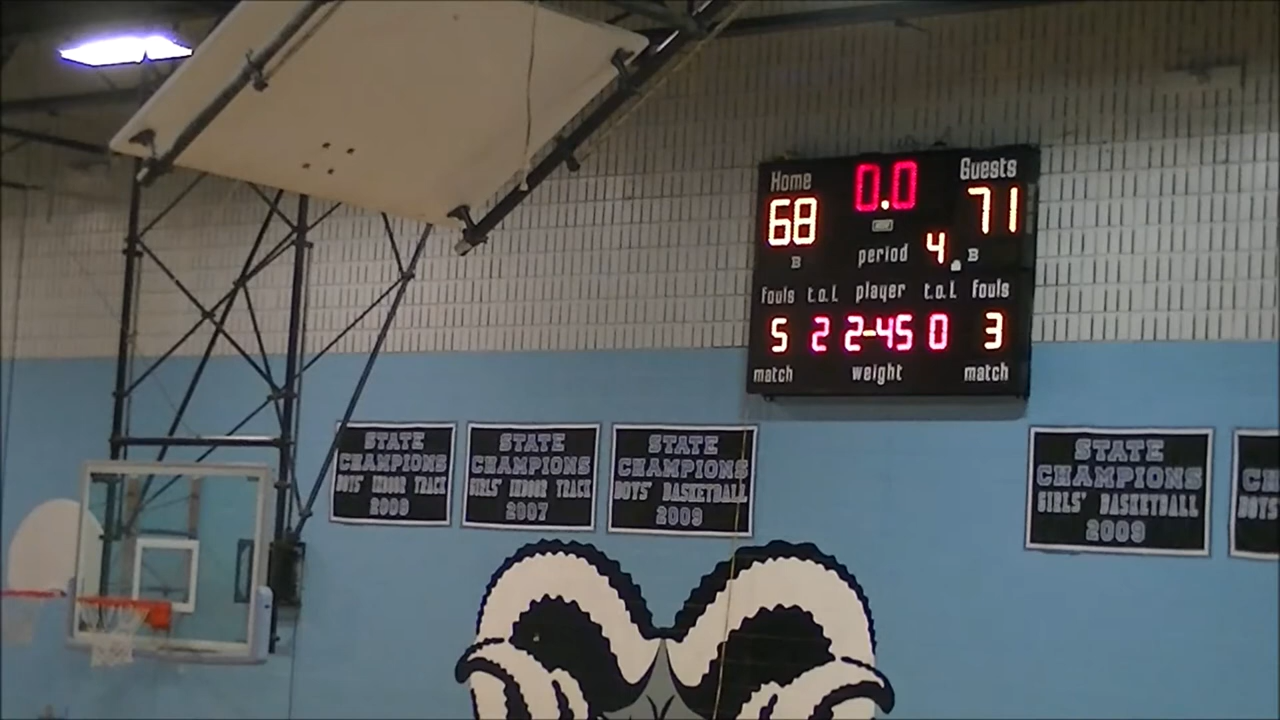 Home 0.0 Guests
68 71
B period 4 B
fouls t.o.l. player t.o.l. fouls
5 2 2-45 0 3
match weight match
STATE
CHAMPIONS
BOYS' INDOOR TRACK
STATE
CHAMPIONS
GIRLS' INDOOR TRACK
2007
STATE
CHAMPIONS
BOYS' BASKETBALL
2009
STATE
CHAMPIONS
GIRLS' BASKETBALL
2009
CH
BOYS'